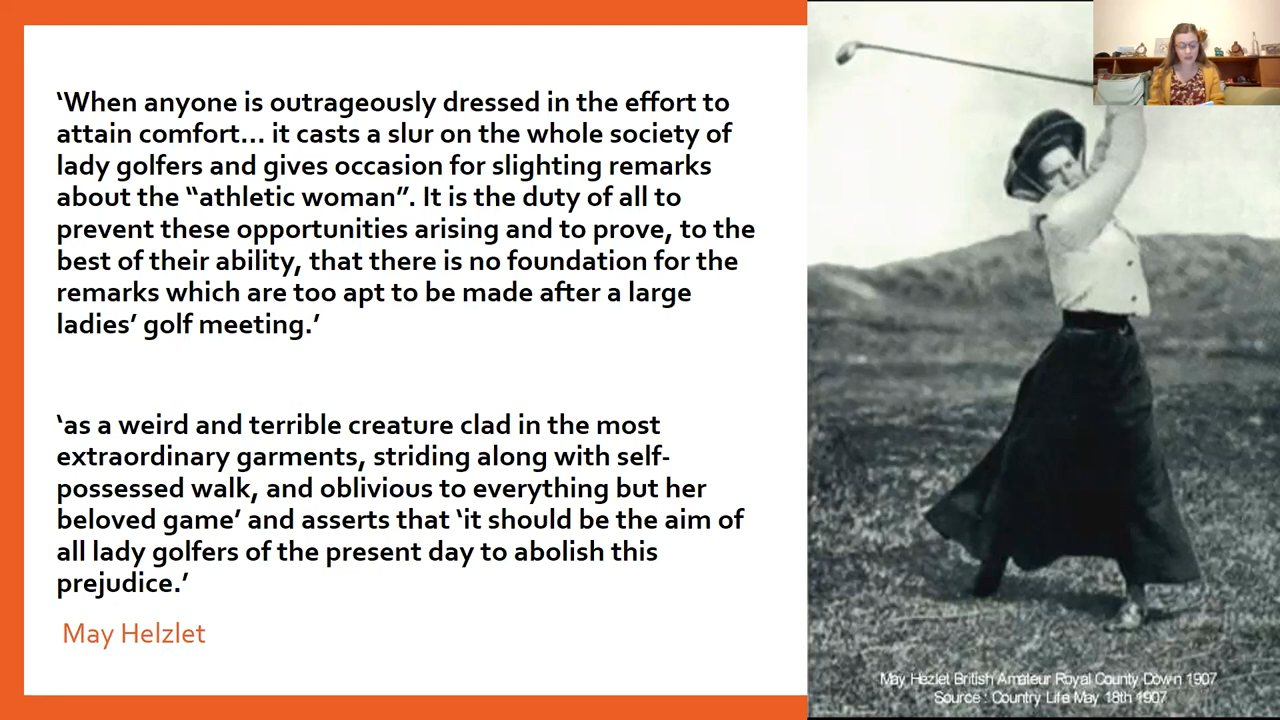 ‘When anyone is outrageously dressed in the effort to
attain comfort… it casts a slur on the whole society of
lady golfers and gives occasion for slighting remarks
about the “athletic woman”. It is the duty of all to
prevent these opportunities arising and to prove, to the
best of their ability, that there is no foundation for the
remarks which are too apt to be made after a large
ladies’ golf meeting.’
‘as a weird and terrible creature clad in the most
extraordinary garments, striding along with self-
possessed walk, and oblivious to everything but her
beloved game’ and asserts that ‘it should be the aim of
all lady golfers of the present day to abolish this
prejudice.’
May Helzlet
May Hezlet British Amateur Royal County Down 1907
Source : Country Life May 18th 1907